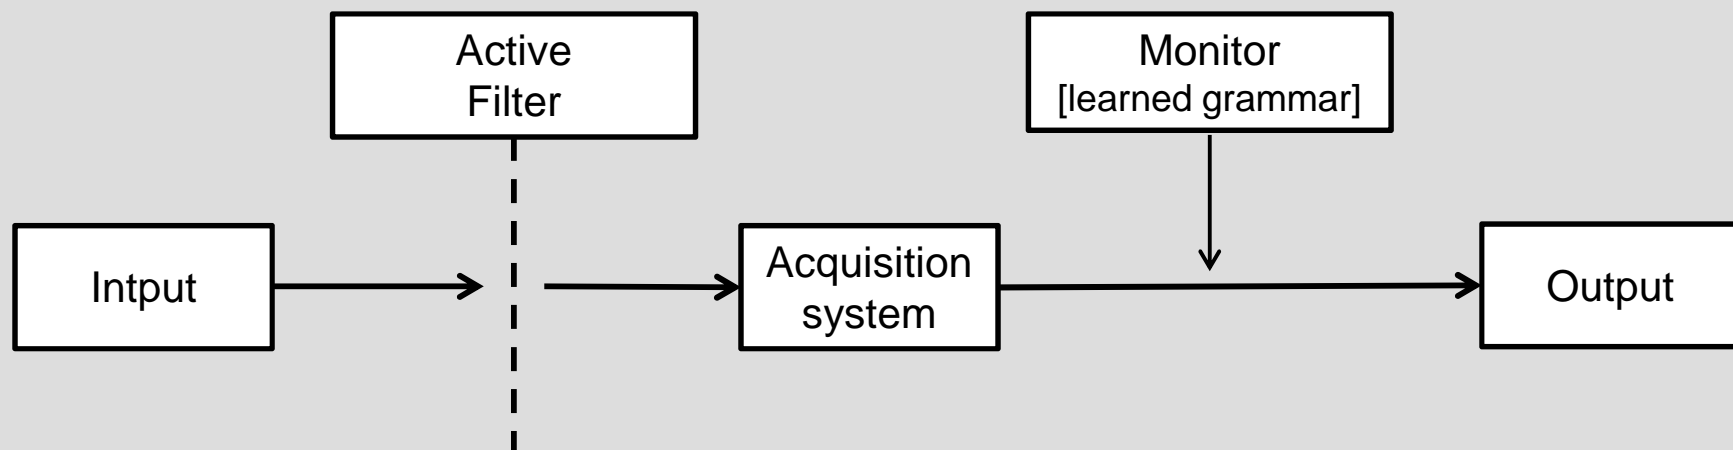 Active
Filter
Monitor
[learned grammar]
Intput
Acquisition
system
Output